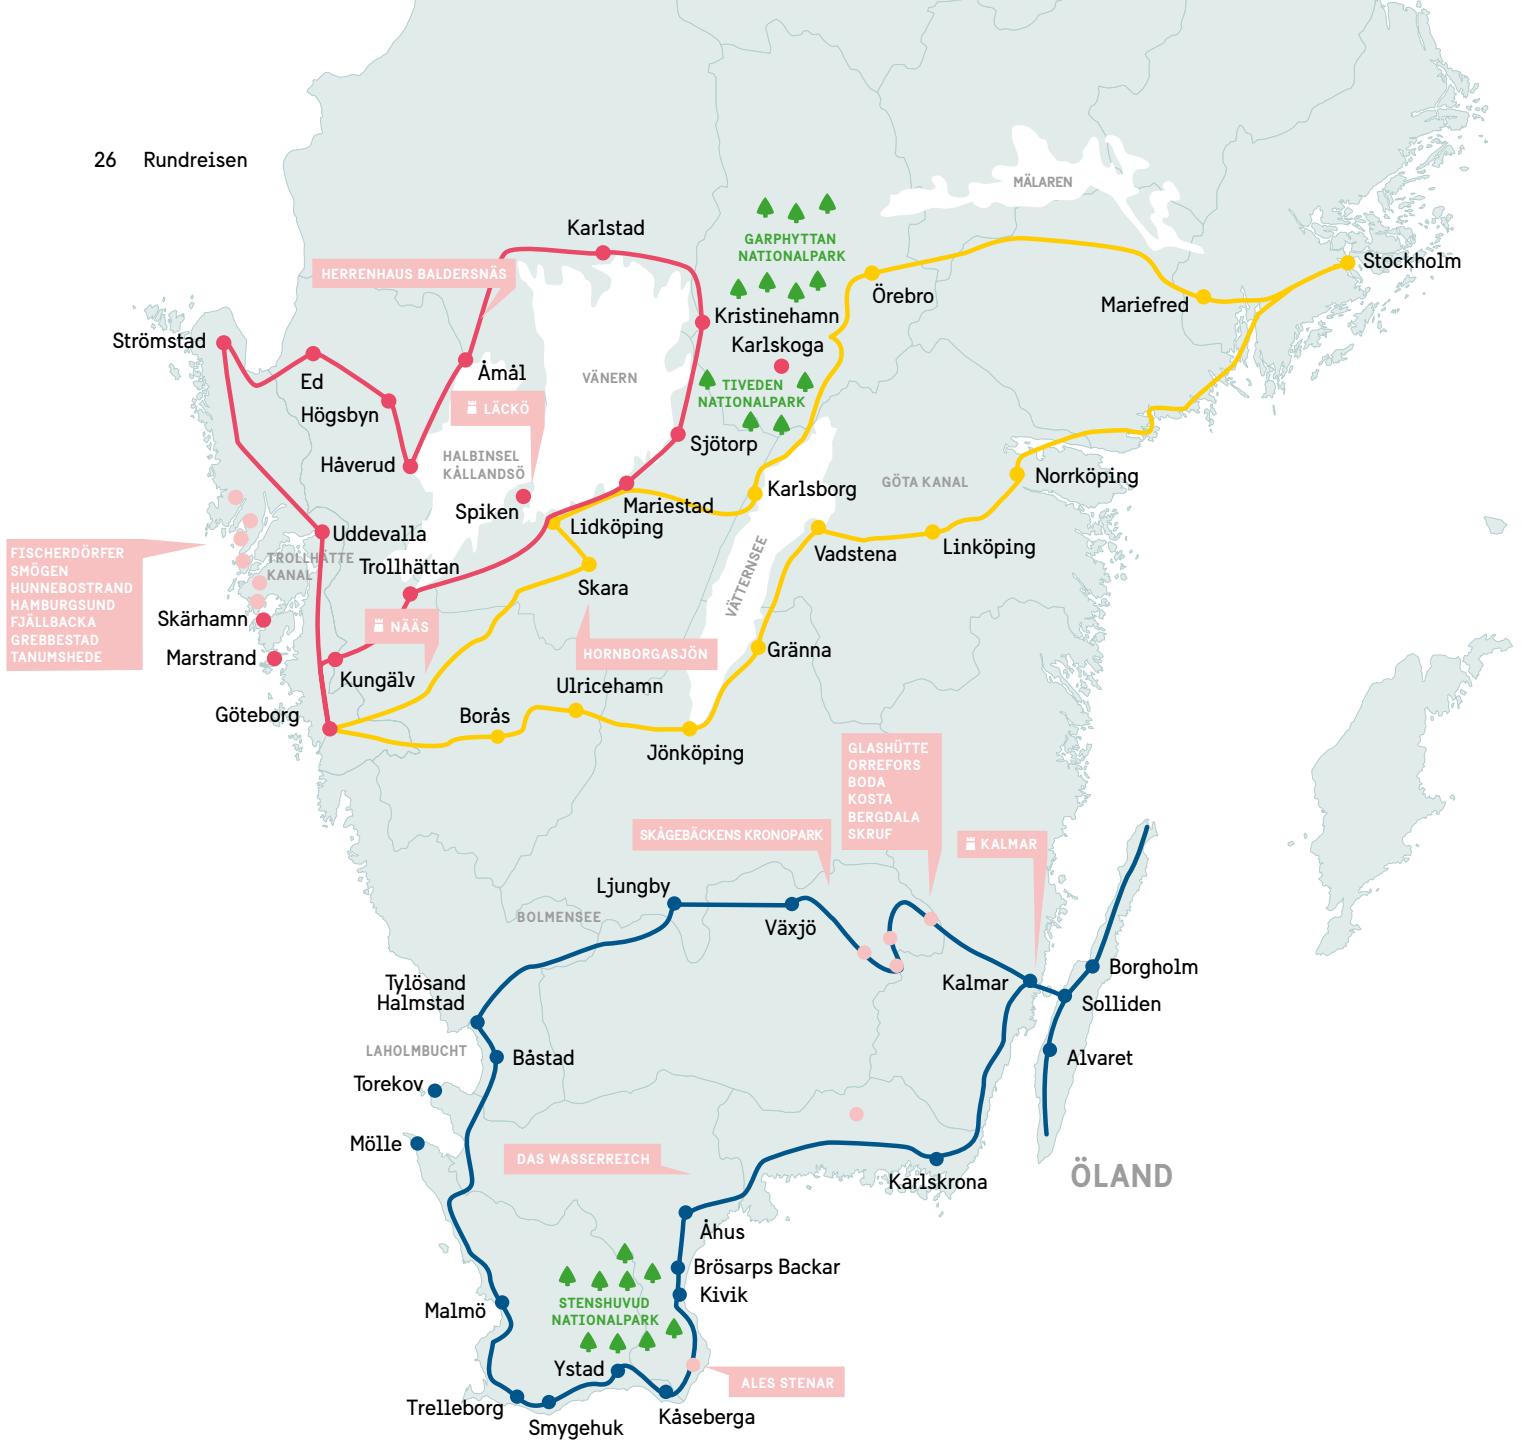 26 Rundreisen
MÄLAREN
Karlstad
GARPHYTTAN
NATIONALPARK
HERRENHAUS BALDERSNÄS
Stockholm
Örebro
Mariefred
Kristinehamn
Strömstad
Karlskoga
Åmål
VÄNERN
Ed
TIVEDEN
NATIONALPARK
Högsbyn
LÄCKÖ
Sjötorp
HALBINSEL
KÅLLANDSÖ
Håverud
GÖTA KANAL
Norrköping
Karlsborg
Spiken
Mariestad
Lidköping
Uddevalla
Vadstena
Linköping
FISCHERDÖRFER
SMÖGEN
HUNNEBOSTRAND
HAMBURGSUND
FJÄLLBACKA
GREBBESTAD
TANUMSHEDE
TROLLHÄTTE
KANAL
Trollhättan
VÄTTERNSEE
Skara
Skärhamn
NÄÄS
Marstrand
HORNBORGASJÖN
Gränna
Kungälv
Ulricehamn
Göteborg
Borås
Jönköping
GLASHÜTTE
ORREFORS
BODA
KOSTA
BERGDALA
SKRUF
SKÅGEBÄCKENS KRONOPARK
KALMAR
Ljungby
BOLMENSEE
Växjö
Borgholm
Tylösand
Halmstad
Kalmar
Solliden
LAHOLMBUCHT
Båstad
Alvaret
Torekov
Mölle
DAS WASSERREICH
ÖLAND
Karlskrona
Åhus
Brösarps Backar
Kivik
STENSHUVUD
NATIONALPARK
Malmö
Ystad
ALES STENAR
Trelleborg
Kåseberga
Smygehuk